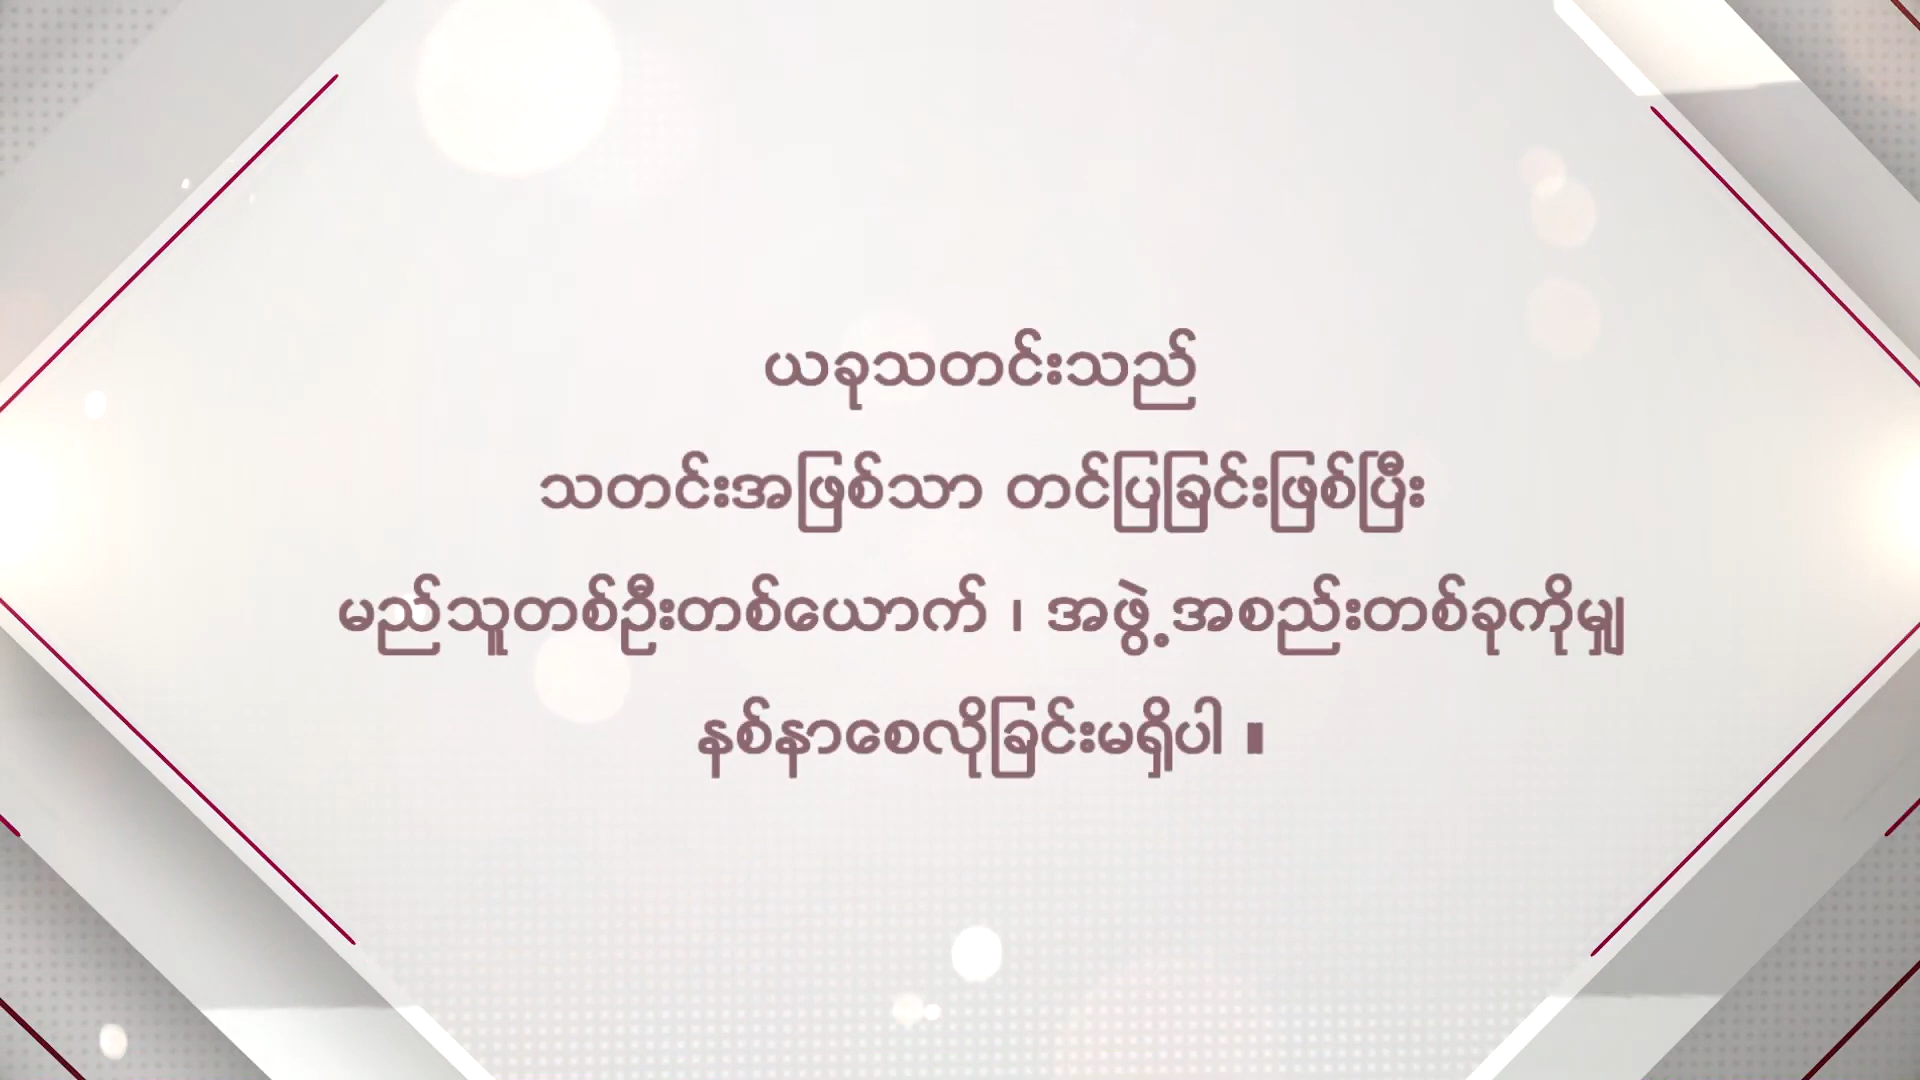 ယခုသတင်းသည်
သတင်းအဖြစ်သာ တင်ပြခြင်းဖြစ်ပြီး
မည်သူတစ်ဦးတစ်ယောက် ၊ အဖွဲ့အစည်းတစ်ခုကိုမျှ
နစ်နာစေလိုခြင်းမရှိပါ ။